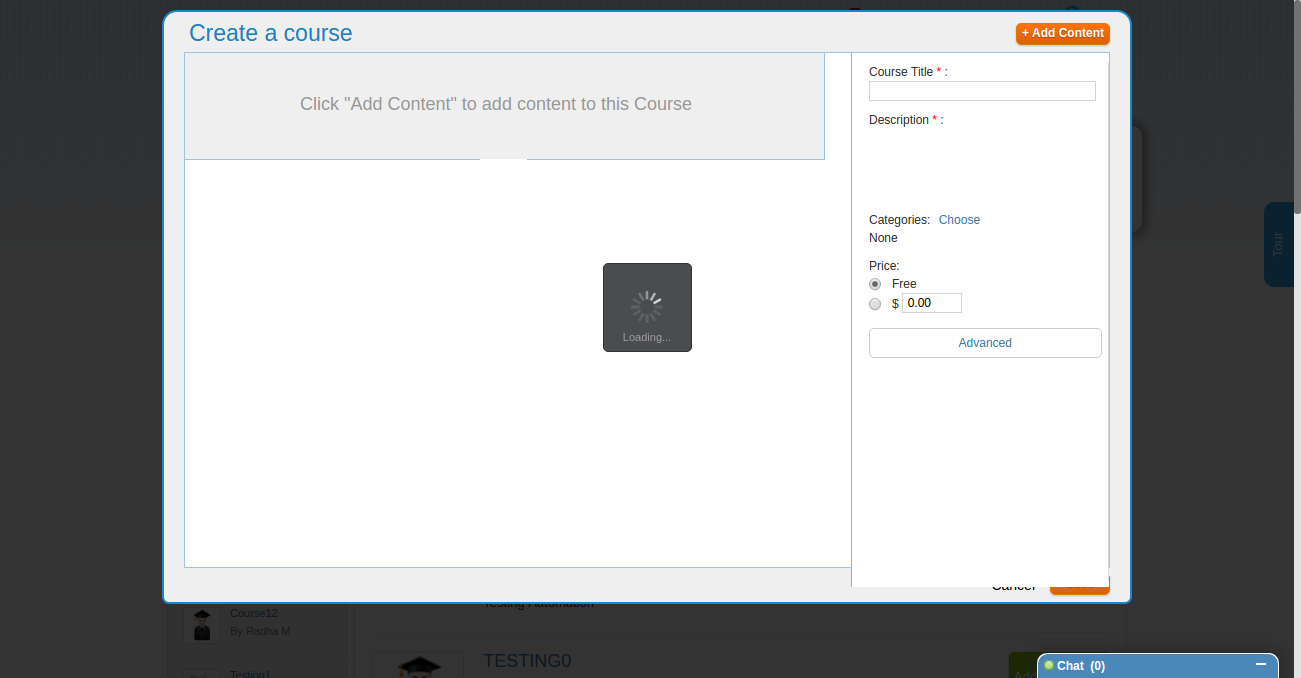 Create a course
+ Add Content
Click "Add Content" to add content to this Course
Course Title * :
Description * :
Categories: Choose
None
Price:
Free
$ 0.00
Advanced
Loading...
Tour
Cancel
Testing Automation
Course12
By Radha M
TESTING0
Testing1
Add
Chat (0)